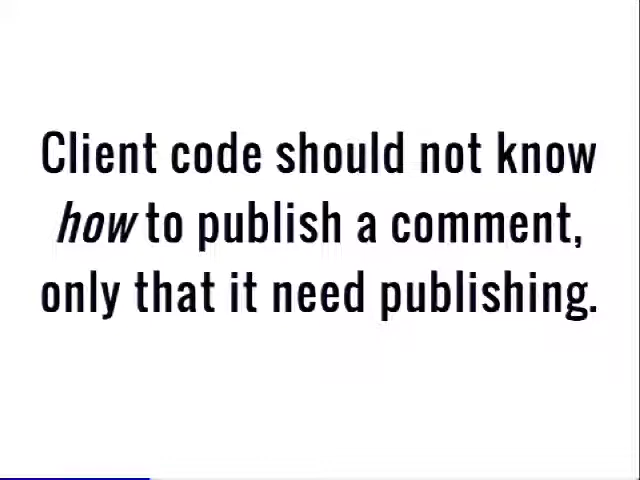 Client code should not know
how to publish a comment,
only that it need publishing.